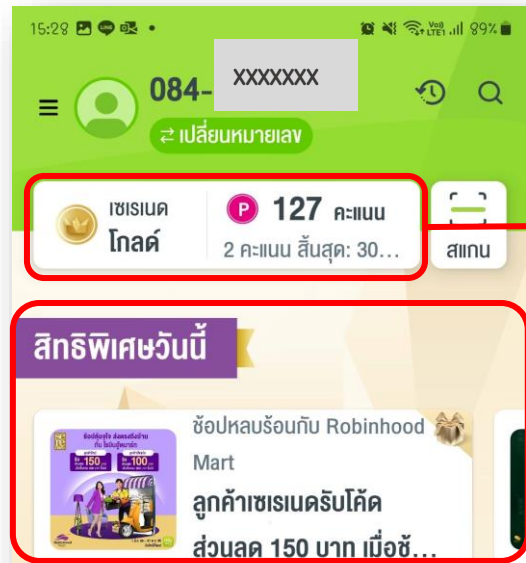 15:28
Vo)) LTE1 89%
084- XXXXXXX
เปลี่ยนหมายเลข
เซเรเนด
โกลด์
P 127 คะแนน
2 คะแนน สิ้นสุด: 30...
สแกน
สิทธิพิเศษวันนี้
150 100
ช้อปหลบร้อนกับ Robinhood
Mart
ลูกค้าเซเรเนดรับโค้ด
ส่วนลด 150 บาท เมื่อช้...